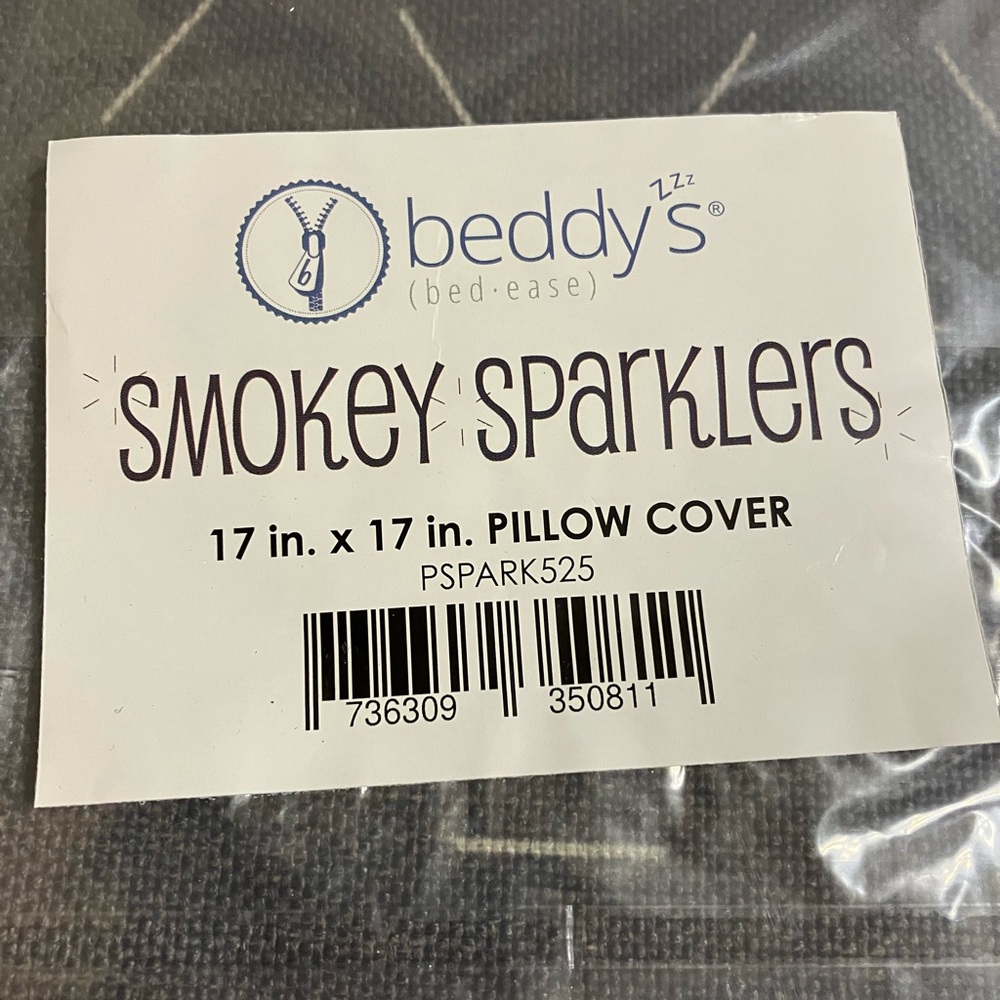 b
beddy's zzz®
(bed·ease)
SMOKEY SPARKLERS
17 in. x 17 in. PILLOW COVER
PSPARK525
736309 350811